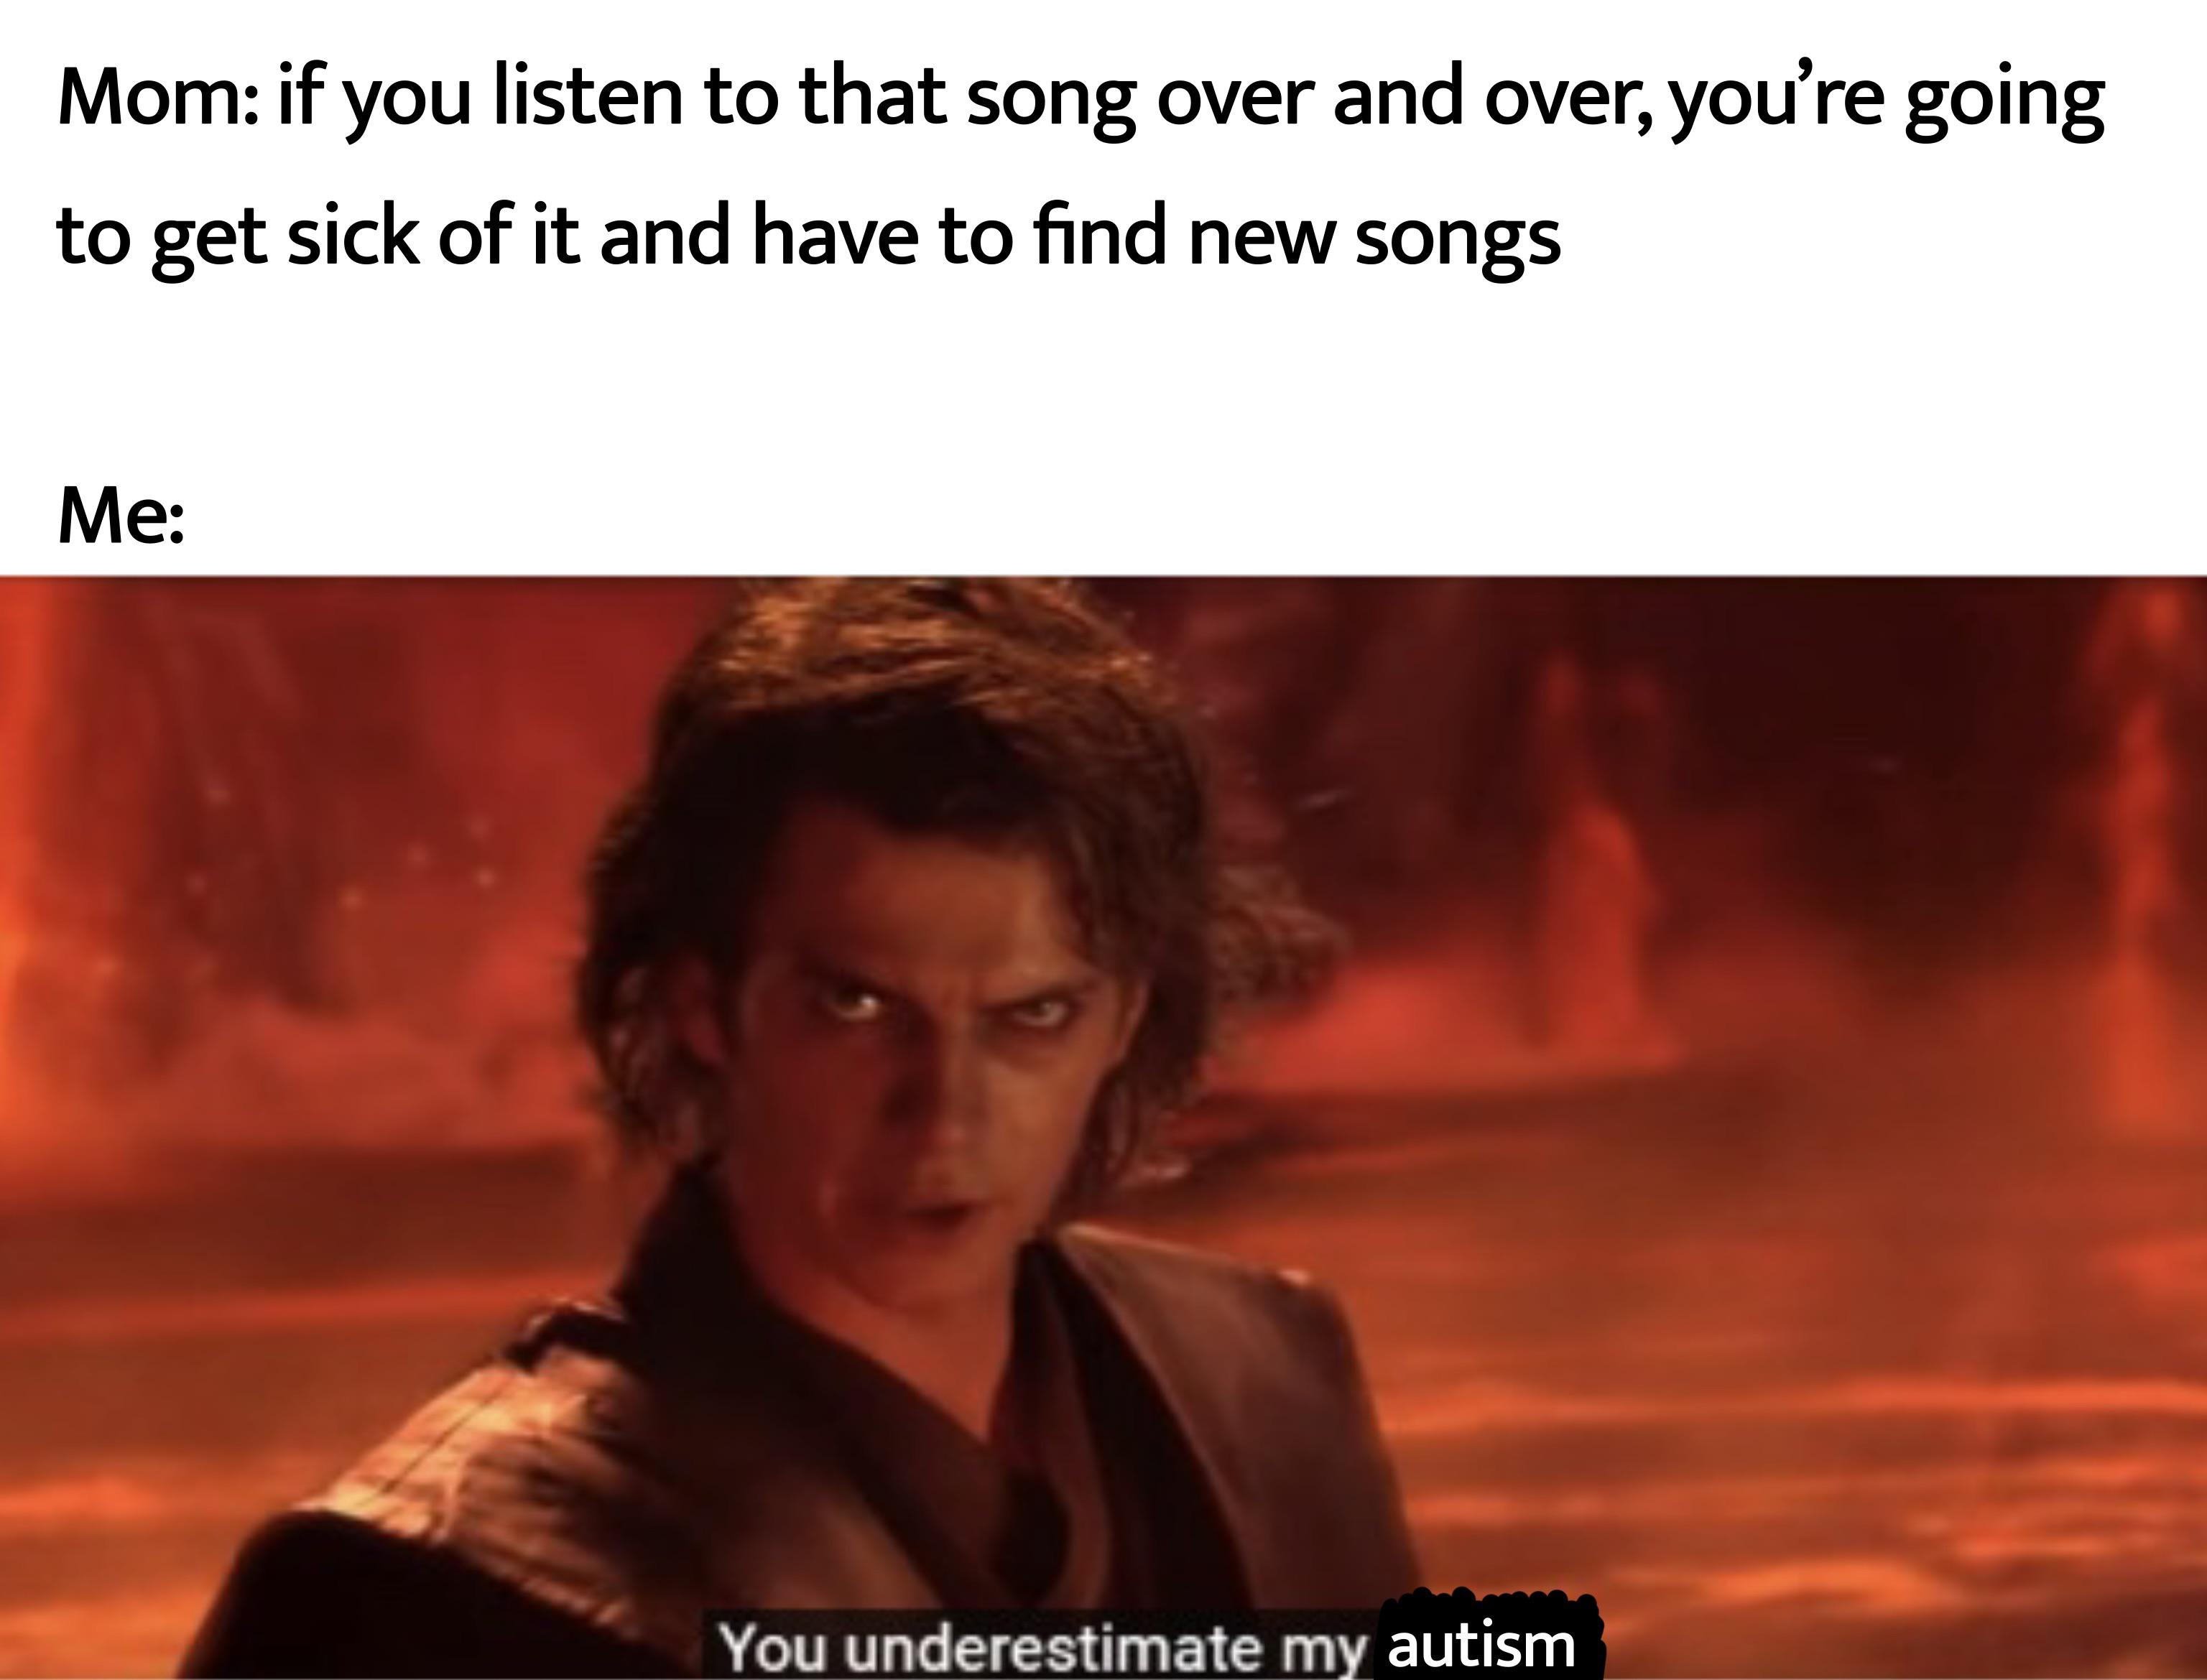 Mom: if you listen to that song over and over, you’re going
to get sick of it and have to find new songs
Me:
You underestimate my autism